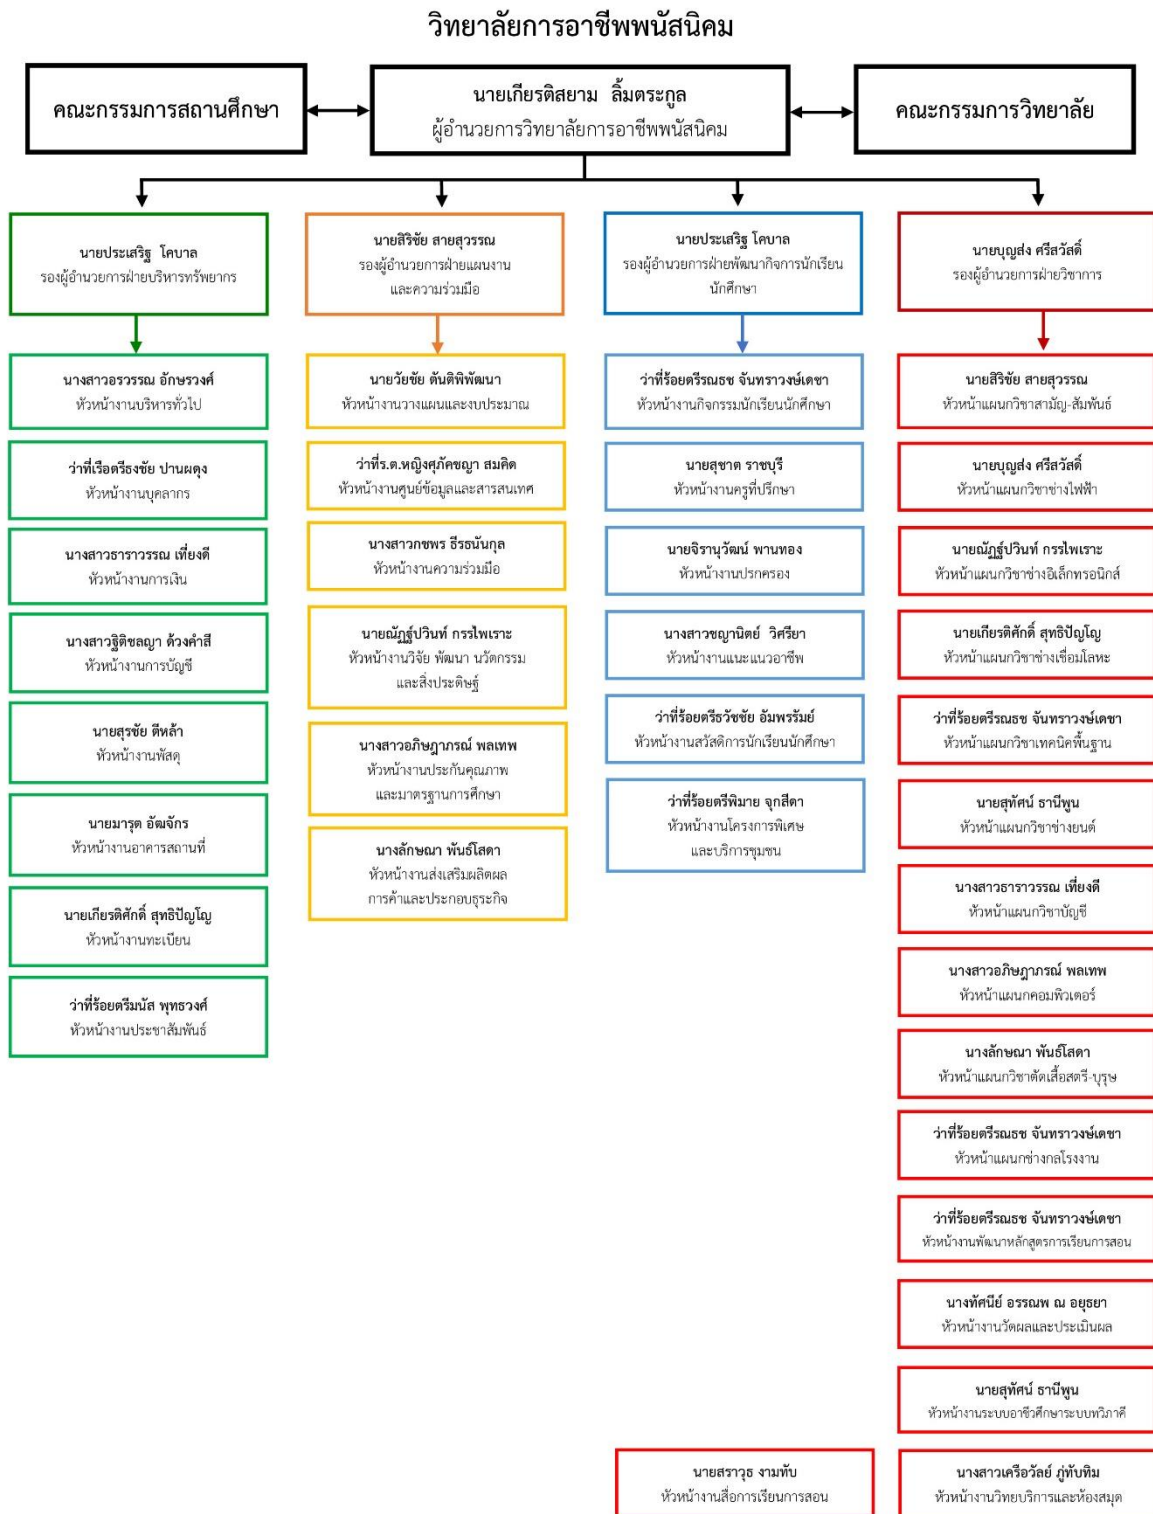 วิทยาลัยการอาชีพพนัสนิคม
คณะกรรมการสถานศึกษา
นายเกียรติสยาม ลิ้มตระกูล
ผู้อำนวยการวิทยาลัยการอาชีพพนัสนิคม
คณะกรรมการวิทยาลัย
นายประเสริฐ โคบาล
รองผู้อำนวยการฝ่ายบริหารทรัพยากร
นางสาวอรวรรณ อักษรวงศ์
หัวหน้างานบริหารทั่วไป
ว่าที่เรือตรีธงชัย ปานผดุง
หัวหน้างานบุคลากร
นางสาวธาราวรรณ เที่ยงดี
หัวหน้างานการเงิน
นางสาวฐิติชลญา ด้วงคำสี
หัวหน้างานการบัญชี
นายสุรชัย ตีหล้า
หัวหน้างานพัสดุ
นายมารุต อัฒจักร
หัวหน้างานอาคารสถานที่
นายเกียรติศักดิ์ สุทธิปัญโญ
หัวหน้างานทะเบียน
ว่าที่ร้อยตรีมนัส พุทธวงศ์
หัวหน้างานประชาสัมพันธ์
นายสิริชัย สายสุวรรณ
รองผู้อำนวยการฝ่ายแผนงาน
และความร่วมมือ
นายวัยชัย ตันติพิพัฒนา
หัวหน้างานวางแผนและงบประมาณ
ว่าที่ร.ต.หญิงศุภัคชญา สมคิด
หัวหน้างานศูนย์ข้อมูลและสารสนเทศ
นางสาวกชพร ธีรธนันกุล
หัวหน้างานความร่วมมือ
นายณัฏฐ์ปวินท์ กรรไพเราะ
หัวหน้างานวิจัย พัฒนา นวัตกรรม
และสิ่งประดิษฐ์
นางสาวอภิษฎาภรณ์ พลเทพ
หัวหน้างานประกันคุณภาพ
และมาตรฐานการศึกษา
นางลักษณา พันธ์โสดา
หัวหน้างานส่งเสริมผลิตผล
การค้าและประกอบธุระกิจ
นายประเสริฐ โคบาล
รองผู้อำนวยการฝ่ายพัฒนากิจการนักเรียน
นักศึกษา
ว่าที่ร้อยตรีรณธช จันทราวงษ์เดชา
หัวหน้างานกิจกรรมนักเรียนนักศึกษา
นายสุชาต ราชบุรี
หัวหน้างานครูที่ปรึกษา
นายจิรานุวัฒน์ พานทอง
หัวหน้างานปรกครอง
นางสาวชญานิตย์ วิศรียา
หัวหน้างานแนะแนวอาชีพ
ว่าที่ร้อยตรีธวัชชัย อัมพรรัมย์
หัวหน้างานสวัสดิการนักเรียนนักศึกษา
ว่าที่ร้อยตรีพิมาย จุกสีดา
หัวหน้างานโครงการพิเศษ
และบริการชุมชน
นายบุญส่ง ศรีสวัสดิ์
รองผู้อำนวยการฝ่ายวิชาการ
นายสิริชัย สายสุวรรณ
หัวหน้าแผนกวิชาสามัญ-สัมพันธ์
นายบุญส่ง ศรีสวัสดิ์
หัวหน้าแผนกวิชาช่างไฟฟ้า
นายณัฏฐ์ปวินท์ กรรไพเราะ
หัวหน้าแผนกวิชาช่างอิเล็กทรอนิกส์
นายเกียรติศักดิ์ สุทธิปัญโญ
หัวหน้าแผนกวิชาช่างเชื่อมโลหะ
ว่าที่ร้อยตรีรณธช จันทราวงษ์เดชา
หัวหน้าแผนกวิชาเทคนิคพื้นฐาน
นายสุทัศน์ ธานีพูน
หัวหน้าแผนกวิชาช่างยนต์
นางสาวธาราวรรณ เที่ยงดี
หัวหน้าแผนกวิชาบัญชี
นางสาวอภิษฎาภรณ์ พลเทพ
หัวหน้าแผนกคอมพิวเตอร์
นางลักษณา พันธ์โสดา
หัวหน้าแผนกวิชาตัดเสื้อสตรี-บุรุษ
ว่าที่ร้อยตรีรณธช จันทราวงษ์เดชา
หัวหน้าแผนกช่างกลโรงงาน
ว่าที่ร้อยตรีรณธช จันทราวงษ์เดชา
หัวหน้างานพัฒนาหลักสูตรการเรียนการสอน
นางทัศนีย์ อรรณพ ณ อยุธยา
หัวหน้างานวัดผลและประเมินผล
นายสุทัศน์ ธานีพูน
หัวหน้างานระบบอาชีวศึกษาระบบทวิภาคี
นายสราวุธ งามทับ
หัวหน้างานสื่อการเรียนการสอน
นางสาวเครือวัลย์ ภู่ทับทิม
หัวหน้างานวิทยบริการและห้องสมุด